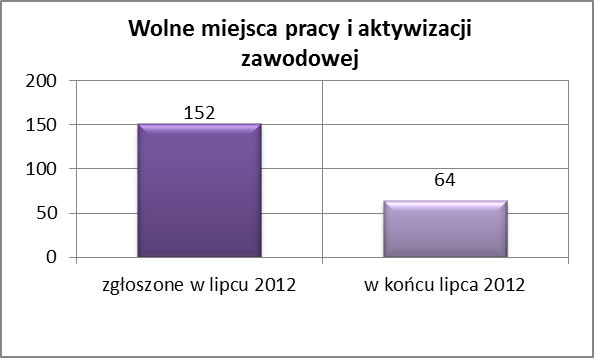 Wolne miejsca pracy i aktywizacji
zawodowej
200
150
100
50
0
152
64
zgłoszone w lipcu 2012
w końcu lipca 2012